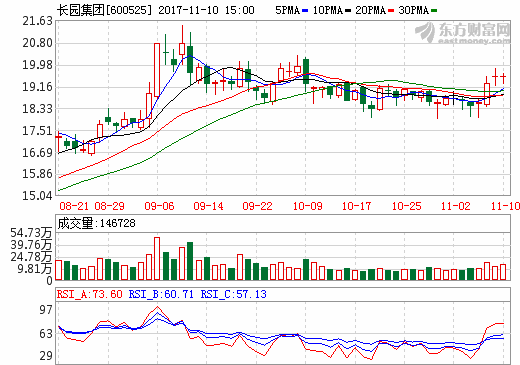 长园集团[600525] 2017-11-10 15:00 5PMA 10PMA 20PMA 30PMA
东方财富网
eastmoney.com
21.63
20.80
19.98
19.16
18.33
17.51
16.69
15.86
15.04
08-21 08-29 09-06 09-14 09-22 10-09 10-17 10-25 11-02 11-10
成交量:146728
54.73万
39.76万
24.78万
9.81万
0
RSI_A:73.60 RSI_B:60.71 RSI_C:57.13
97
63
29